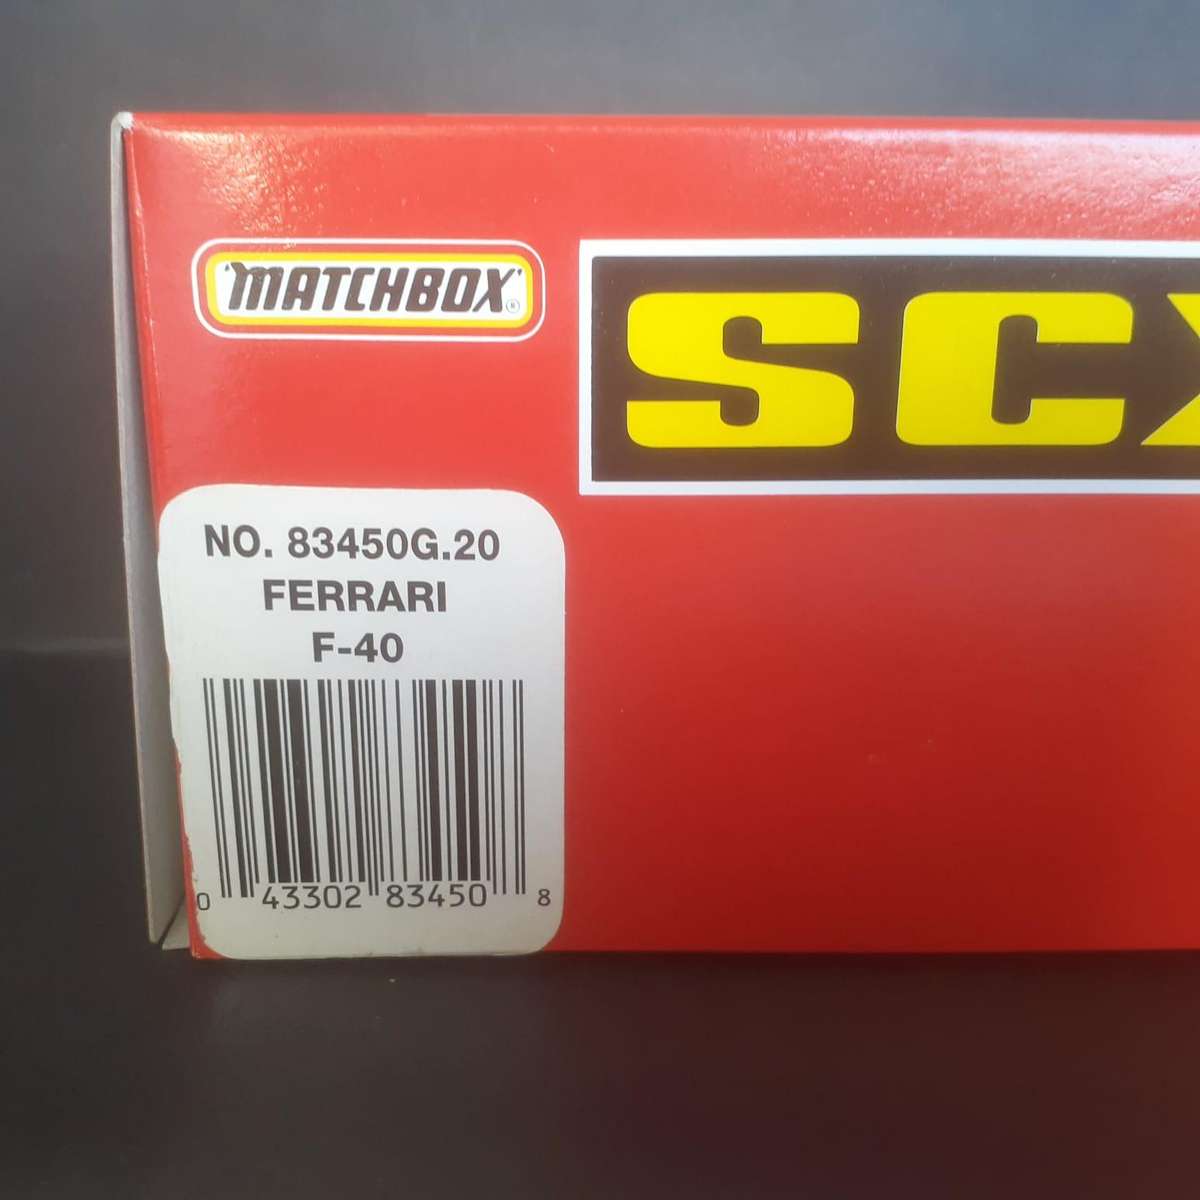 MATCHBOX®
SCX
NO. 83450G.20
FERRARI
F-40
0 43302 83450 8